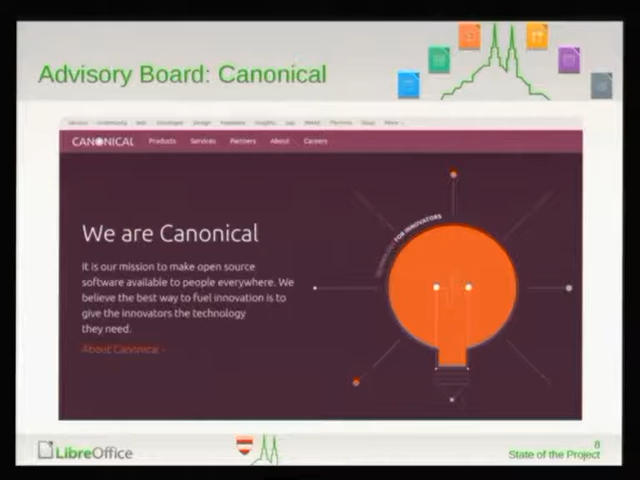 Advisory Board: Canonical
CANONICAL Products Services Partners About Careers
TECHNOLOGY FOR INNOVATORS
We are Canonical
It is our mission to make open source
software available to people everywhere. We
believe the best way to fuel innovation is to
give the innovators the technology
they need.
About Canonical ›
LibreOffice
8
State of the Project